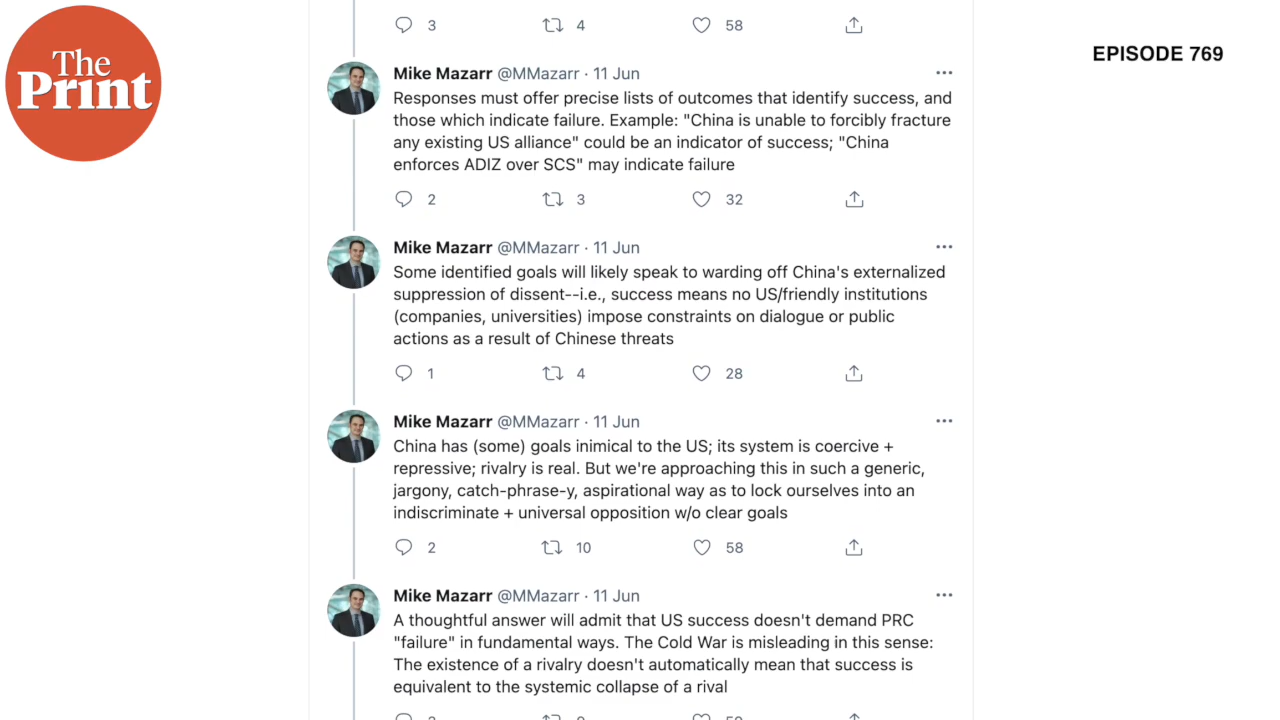 The
Print
EPISODE 769
3 4 58
Mike Mazarr @MMazarr · 11 Jun
Responses must offer precise lists of outcomes that identify success, and
those which indicate failure. Example: "China is unable to forcibly fracture
any existing US alliance" could be an indicator of success; "China
enforces ADIZ over SCS" may indicate failure
2 3 32
Mike Mazarr @MMazarr · 11 Jun
Some identified goals will likely speak to warding off China's externalized
suppression of dissent--i.e., success means no US/friendly institutions
(companies, universities) impose constraints on dialogue or public
actions as a result of Chinese threats
1 4 28
Mike Mazarr @MMazarr · 11 Jun
China has (some) goals inimical to the US; its system is coercive +
repressive; rivalry is real. But we're approaching this in such a generic,
jargony, catch-phrase-y, aspirational way as to lock ourselves into an
indiscriminate + universal opposition w/o clear goals
2 10 58
Mike Mazarr @MMazarr · 11 Jun
A thoughtful answer will admit that US success doesn't demand PRC
"failure" in fundamental ways. The Cold War is misleading in this sense:
The existence of a rivalry doesn't automatically mean that success is
equivalent to the systemic collapse of a rival